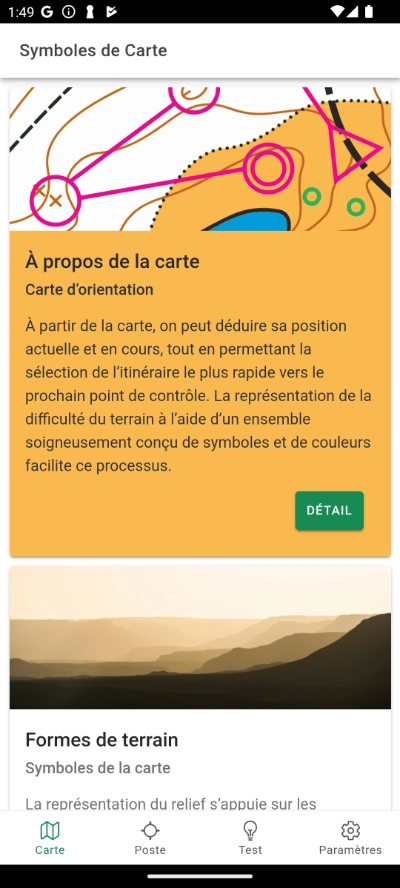 1:49
Symboles de Carte
À propos de la carte
Carte d'orientation
À partir de la carte, on peut déduire sa position
actuelle et en cours, tout en permettant la
sélection de l'itinéraire le plus rapide vers le
prochain point de contrôle. La représentation de la
difficulté du terrain à l'aide d'un ensemble
soigneusement conçu de symboles et de couleurs
facilite ce processus.
DÉTAIL
Formes de terrain
Symboles de la carte
La représentation du relief s'appuie sur les
Carte
Poste
Test
Paramètres